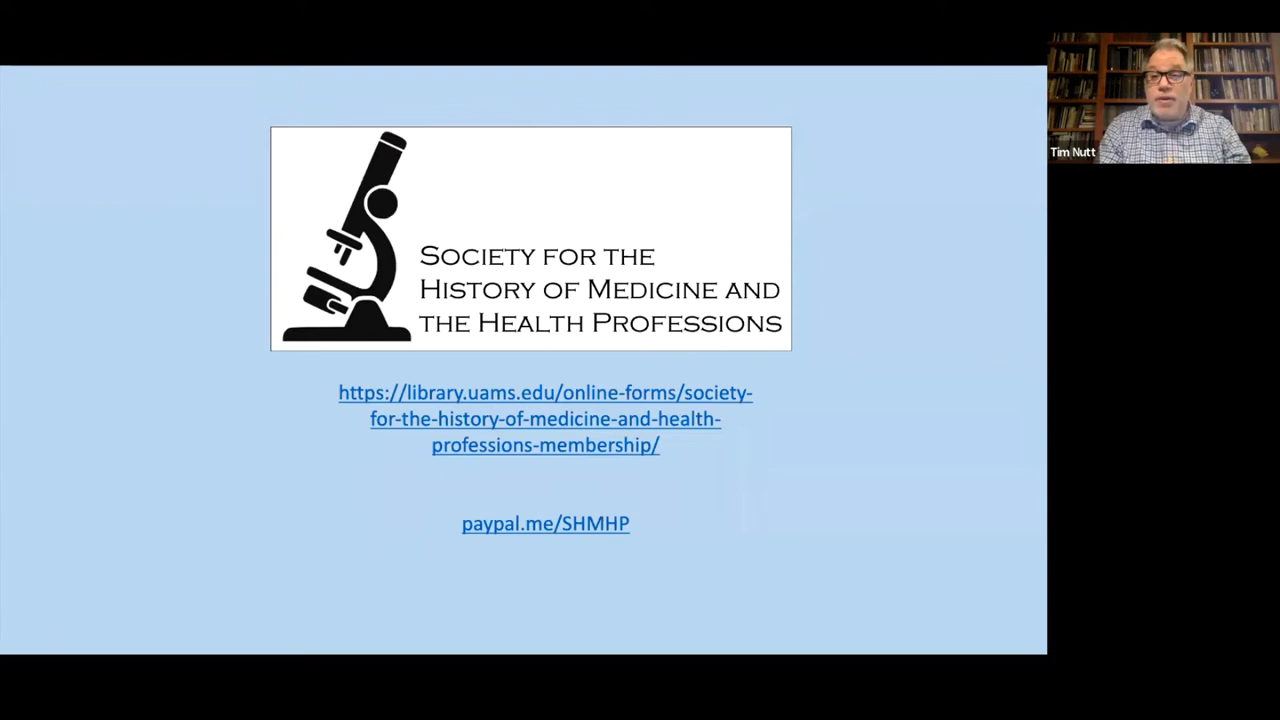 SOCIETY FOR THE
HISTORY OF MEDICINE AND
THE HEALTH PROFESSIONS
https://library.uams.edu/online-forms/society-
for-the-history-of-medicine-and-health-
professions-membership/
paypal.me/SHMHP
Tim Nutt